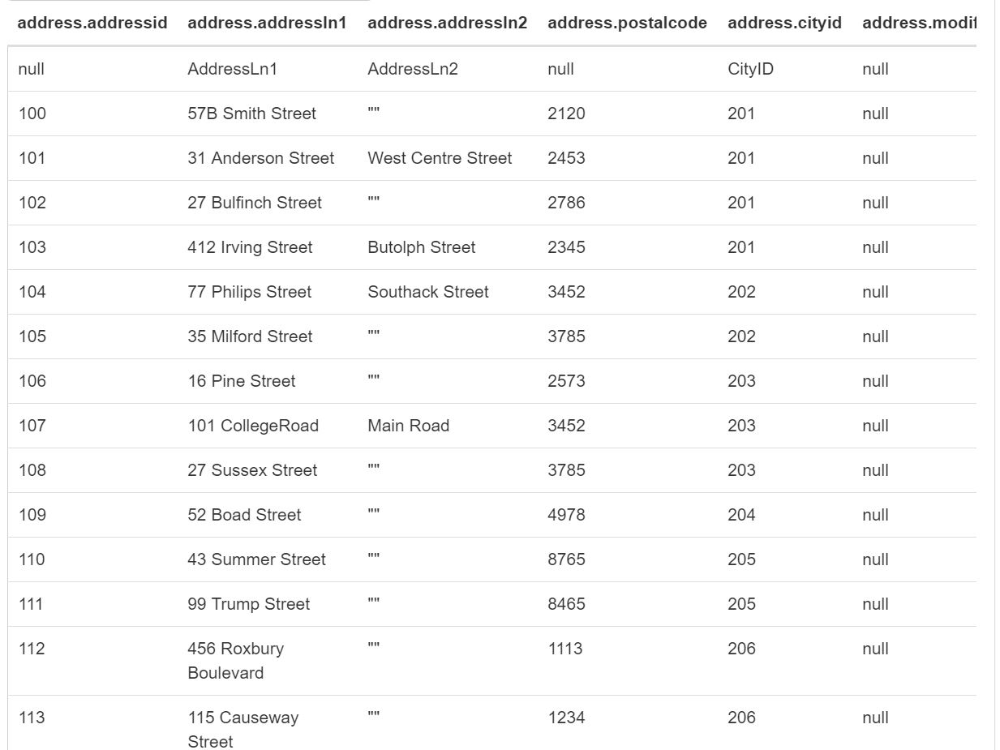 address.addressid address.addressln1 address.addressln2 address.postalcode address.cityid address.modif
null AddressLn1 AddressLn2 null CityID null
100 57B Smith Street "" 2120 201 null
101 31 Anderson Street West Centre Street 2453 201 null
102 27 Bulfinch Street "" 2786 201 null
103 412 Irving Street Butolph Street 2345 201 null
104 77 Philips Street Southack Street 3452 202 null
105 35 Milford Street "" 3785 202 null
106 16 Pine Street "" 2573 203 null
107 101 CollegeRoad Main Road 3452 203 null
108 27 Sussex Street "" 3785 203 null
109 52 Boad Street "" 4978 204 null
110 43 Summer Street "" 8765 205 null
111 99 Trump Street "" 8465 205 null
112 456 Roxbury "" 1113 206 null
Boulevard
113 115 Causeway "" 1234 206 null
Street